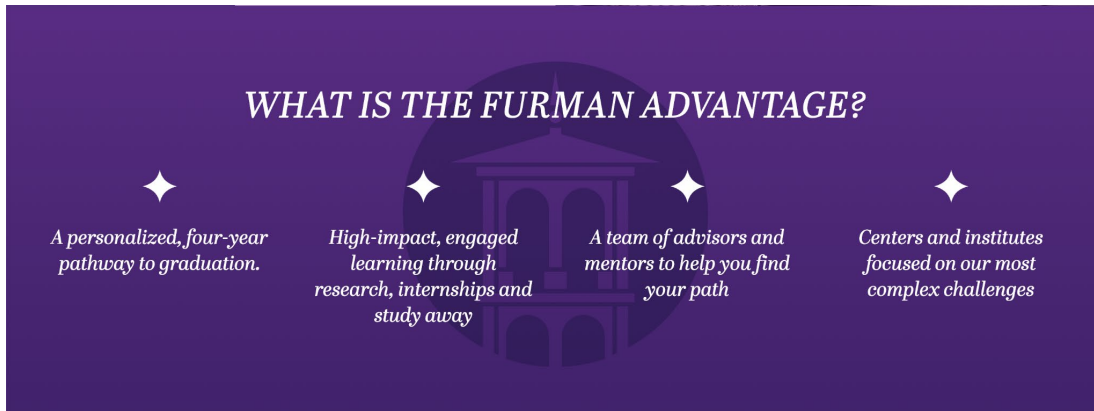 WHAT IS THE FURMAN ADVANTAGE?
A personalized, four-year
pathway to graduation.
High-impact, engaged
learning through
research, internships and
study away
A team of advisors and
mentors to help you find
your path
Centers and institutes
focused on our most
complex challenges